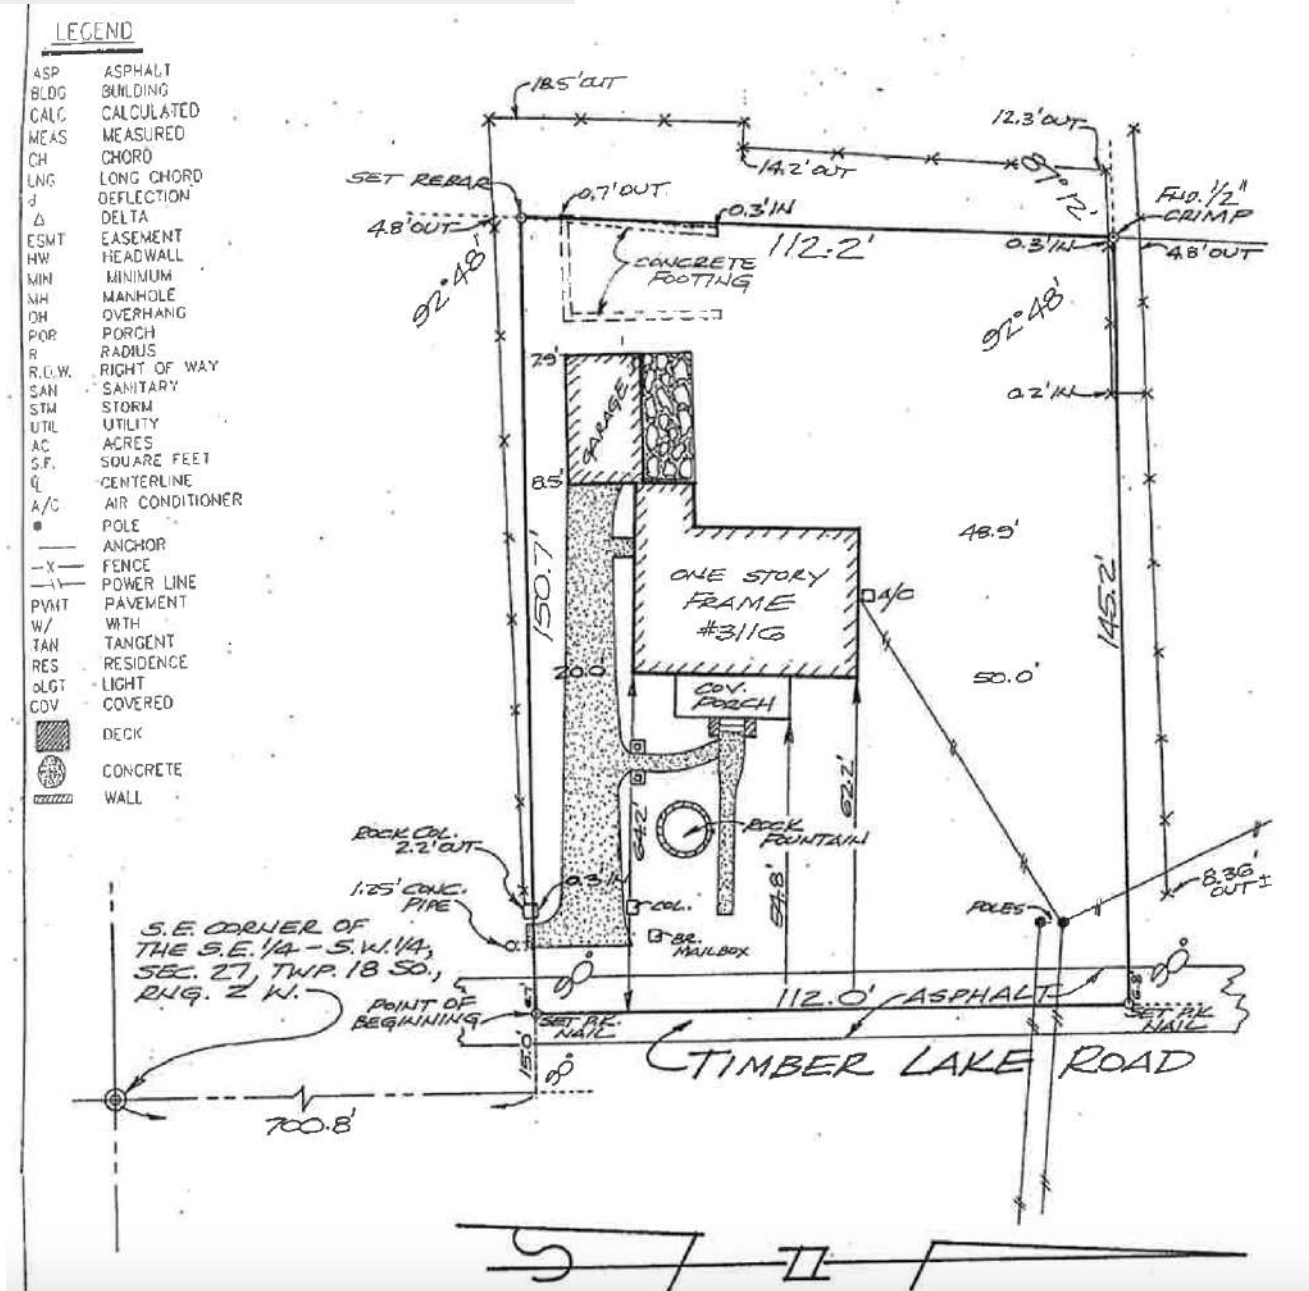 LEGEND
ASP ASPHALT
BLDG BUILDING
CALC CALCULATED
MEAS MEASURED
CH CHORD
LNG LONG CHORD
d DEFLECTION
Δ DELTA
ESMT EASEMENT
HW HEADWALL
MIN MINIMUM
MH MANHOLE
OH OVERHANG
POR PORCH
R RADIUS
R.O.W. RIGHT OF WAY
SAN SANITARY
STM STORM
UTIL UTILITY
AC ACRES
S.F. SQUARE FEET
℄ CENTERLINE
A/C AIR CONDITIONER
POLE
ANCHOR
—X— FENCE
POWER LINE
PVMT PAVEMENT
W/ WITH
TAN TANGENT
RES RESIDENCE
LGT LIGHT
COV COVERED
DECK
CONCRETE
WALL
18.5' OUT
12.3' OUT
14.2' OUT
87°12'
SET REBAR
0.7' OUT
0.3' IN
FND. 1/2"
CRIMP
4.8' OUT
112.2'
0.3' IN
4.8' OUT
92°48'
CONCRETE
FOOTING
92°48'
7.9'
GARAGE
0.2' IN
8.5'
48.9'
150.7'
ONE STORY
FRAME
#3116
A/C
145.2'
20.0'
50.0'
COV.
PORCH
62.2'
64.2'
ROCK COL.
2.2' OUT
ROCK
FOUNTAIN
1.25' CONC.
PIPE
0.3 IN
54.8'
8.36'
OUT ±
COL.
POLES
S.E. CORNER OF
THE S.E. 1/4 - S.W. 1/4,
SEC. 27, TWP. 18 SO.,
RNG. 2 W.
BR.
MAILBOX
90°
90°
6.7'
6.8'
112.0'
ASPHALT
POINT OF
BEGINNING
SET P.K.
NAIL
SET P.K.
NAIL
15.0'
90°
TIMBER LAKE ROAD
700.8'